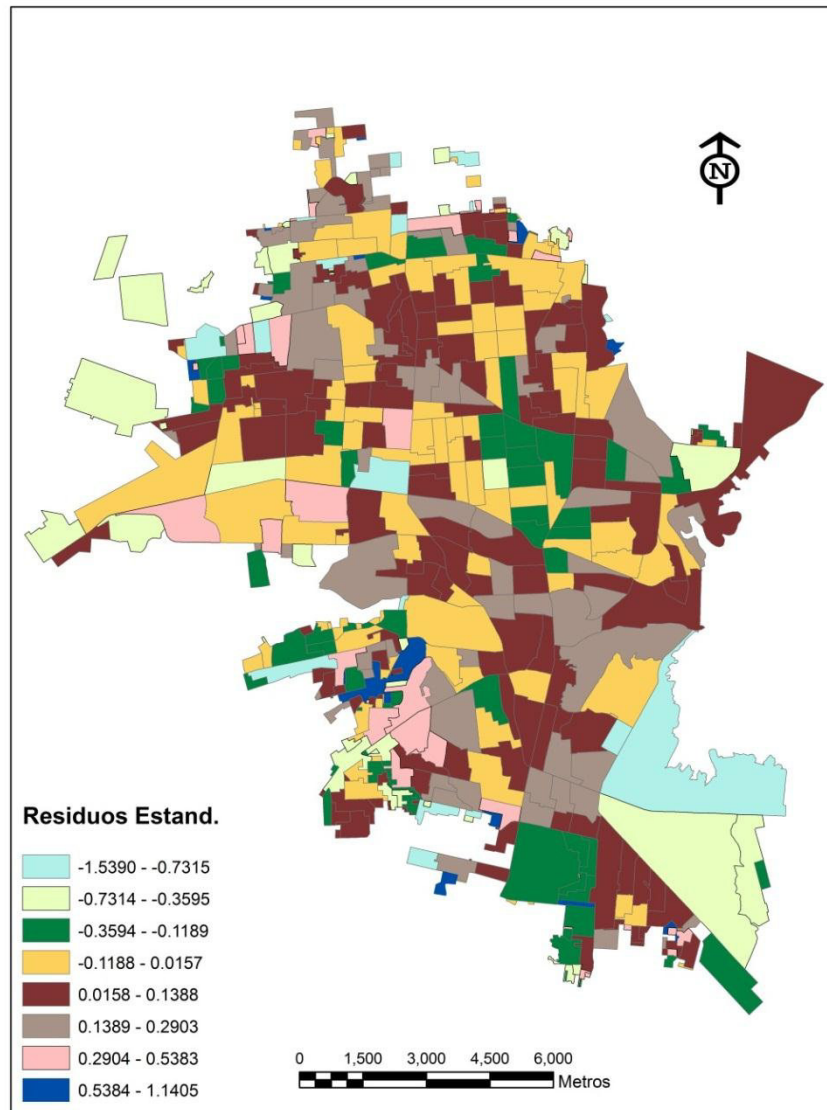 N
Residuos Estand.
-1.5390 - -0.7315
-0.7314 - -0.3595
-0.3594 - -0.1189
-0.1188 - 0.0157
0.0158 - 0.1388
0.1389 - 0.2903
0.2904 - 0.5383
0.5384 - 1.1405
0 1,500 3,000 4,500 6,000
Metros